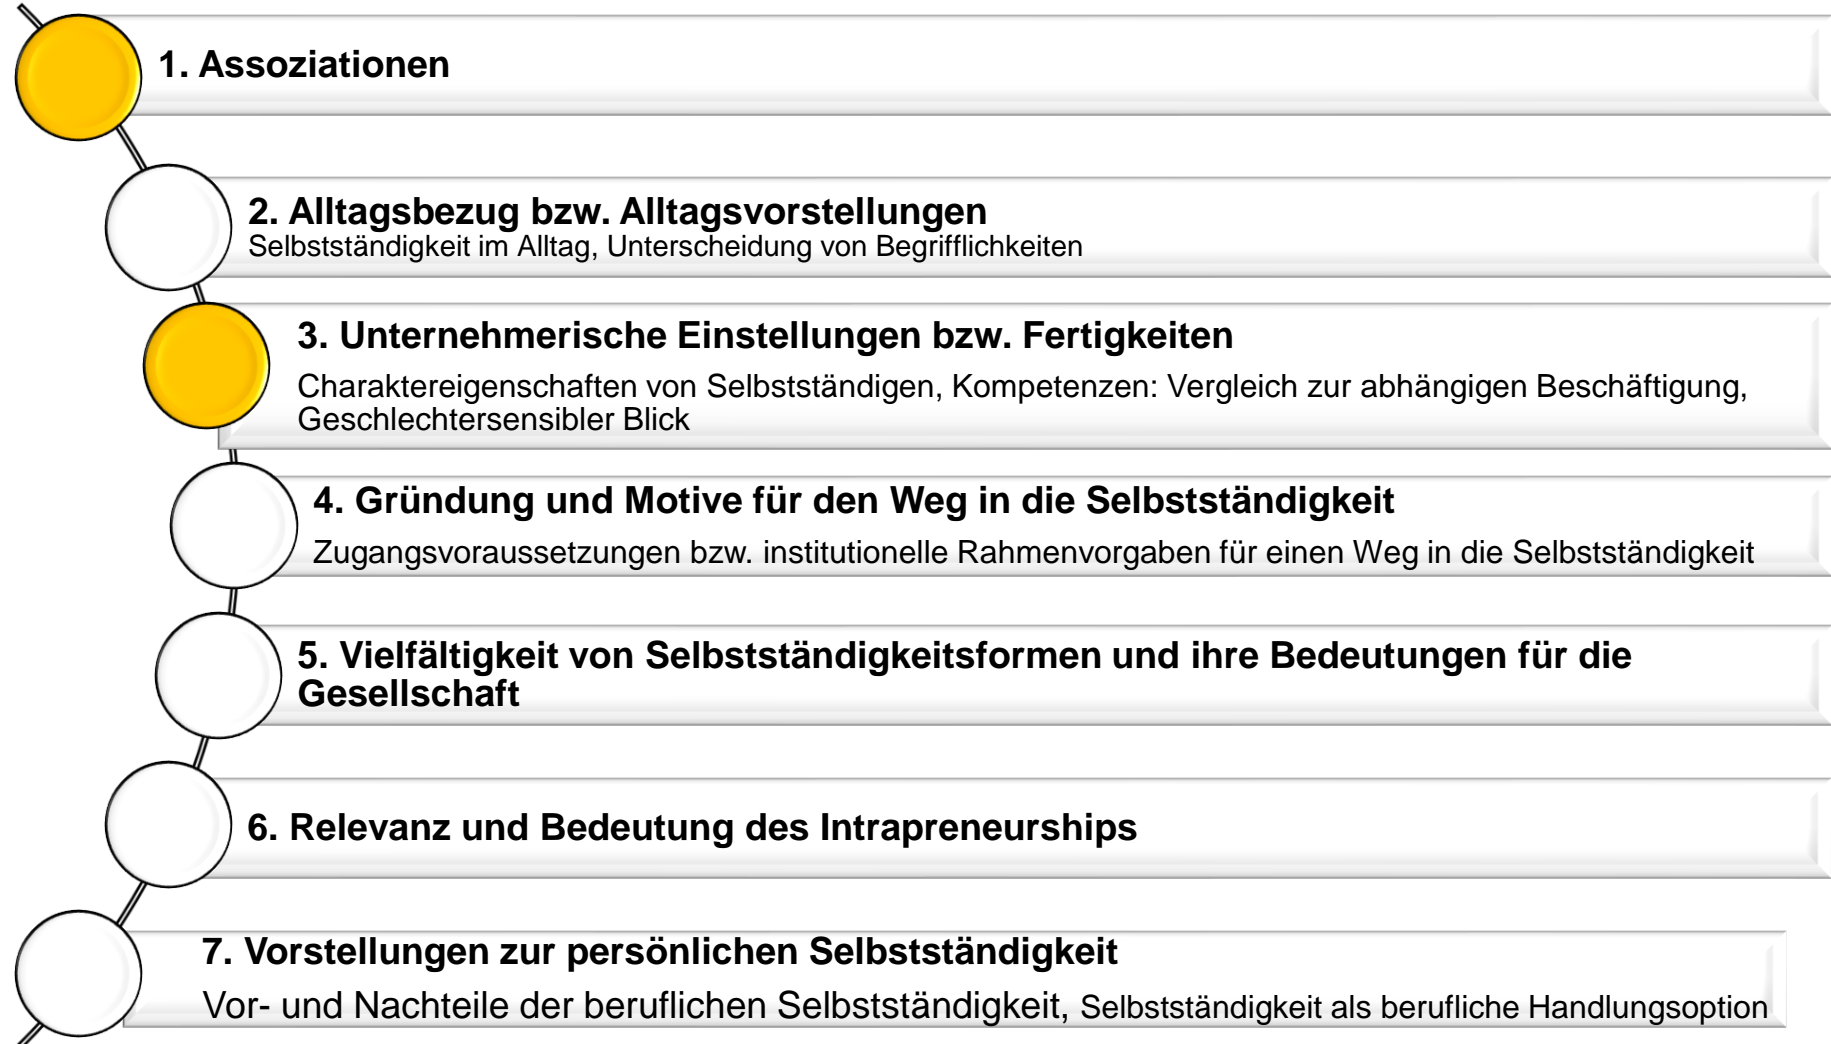 1. Assoziationen
2. Alltagsbezug bzw. Alltagsvorstellungen
Selbstständigkeit im Alltag, Unterscheidung von Begrifflichkeiten
3. Unternehmerische Einstellungen bzw. Fertigkeiten
Charaktereigenschaften von Selbstständigen, Kompetenzen: Vergleich zur abhängigen Beschäftigung,
Geschlechtersensibler Blick
4. Gründung und Motive für den Weg in die Selbstständigkeit
Zugangsvoraussetzungen bzw. institutionelle Rahmenvorgaben für einen Weg in die Selbstständigkeit
5. Vielfältigkeit von Selbstständigkeitsformen und ihre Bedeutungen für die
Gesellschaft
6. Relevanz und Bedeutung des Intrapreneurships
7. Vorstellungen zur persönlichen Selbstständigkeit
Vor- und Nachteile der beruflichen Selbstständigkeit, Selbstständigkeit als berufliche Handlungsoption